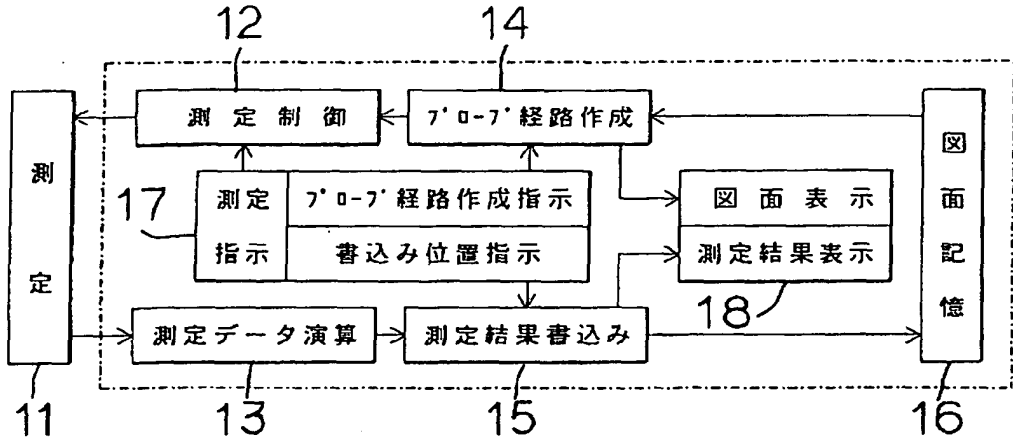 12
14
測定制御
プローブ経路作成
図面記憶
測定
17
測定指示
プローブ経路作成指示
書込み位置指示
図面表示
測定結果表示
18
測定データ演算
測定結果書込み
11
13
15
16